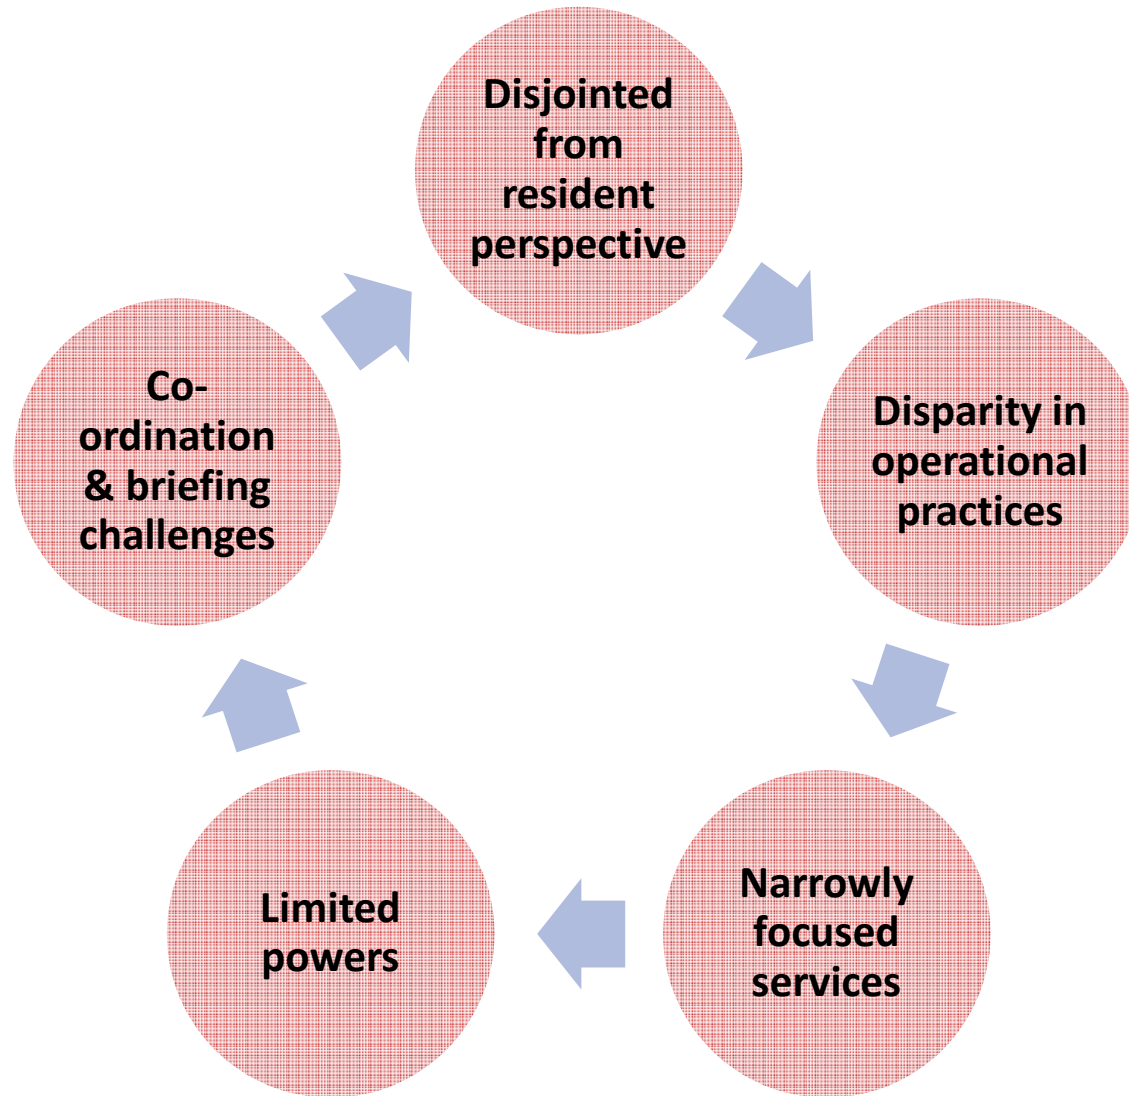 Disjointed
from
resident
perspective
Disparity in
operational
practices
Narrowly
focused
services
Limited
powers
Co-
ordination
& briefing
challenges